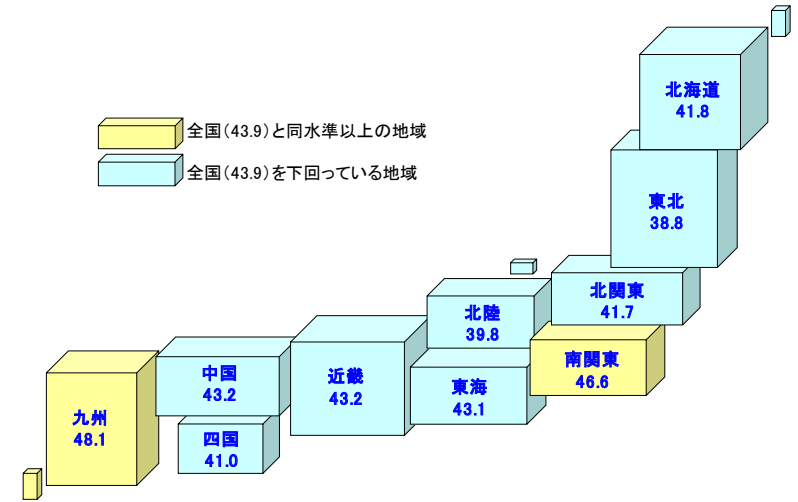 全国（43.9）と同水準以上の地域
全国（43.9）を下回っている地域
北海道
41.8
東北
38.8
北関東
41.7
北陸
39.8
南関東
46.6
東海
43.1
近畿
43.2
中国
43.2
四国
41.0
九州
48.1